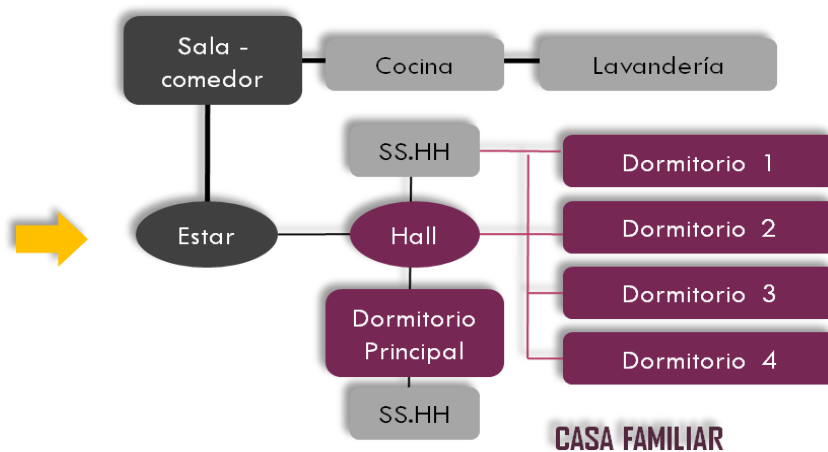 Sala -
comedor
Cocina
Lavandería
SS.HH
Dormitorio 1
Estar
Hall
Dormitorio 2
Dormitorio
Principal
Dormitorio 3
Dormitorio 4
SS.HH
CASA FAMILIAR